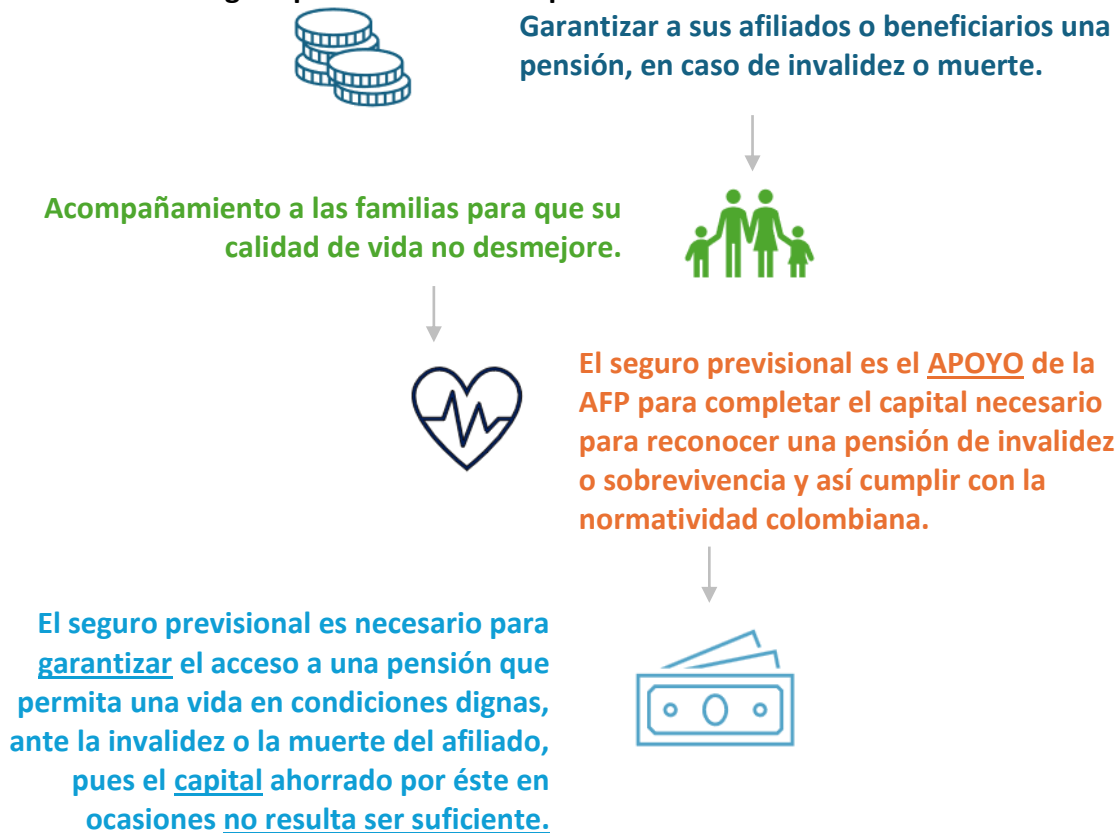 Garantizar a sus afiliados o beneficiarios una
pensión, en caso de invalidez o muerte.
Acompañamiento a las familias para que su
calidad de vida no desmejore.
El seguro previsional es el APOYO de la
AFP para completar el capital necesario
para reconocer una pensión de invalidez
o sobrevivencia y así cumplir con la
normatividad colombiana.
El seguro previsional es necesario para
garantizar el acceso a una pensión que
permita una vida en condiciones dignas,
ante la invalidez o la muerte del afiliado,
pues el capital ahorrado por éste en
ocasiones no resulta ser suficiente.